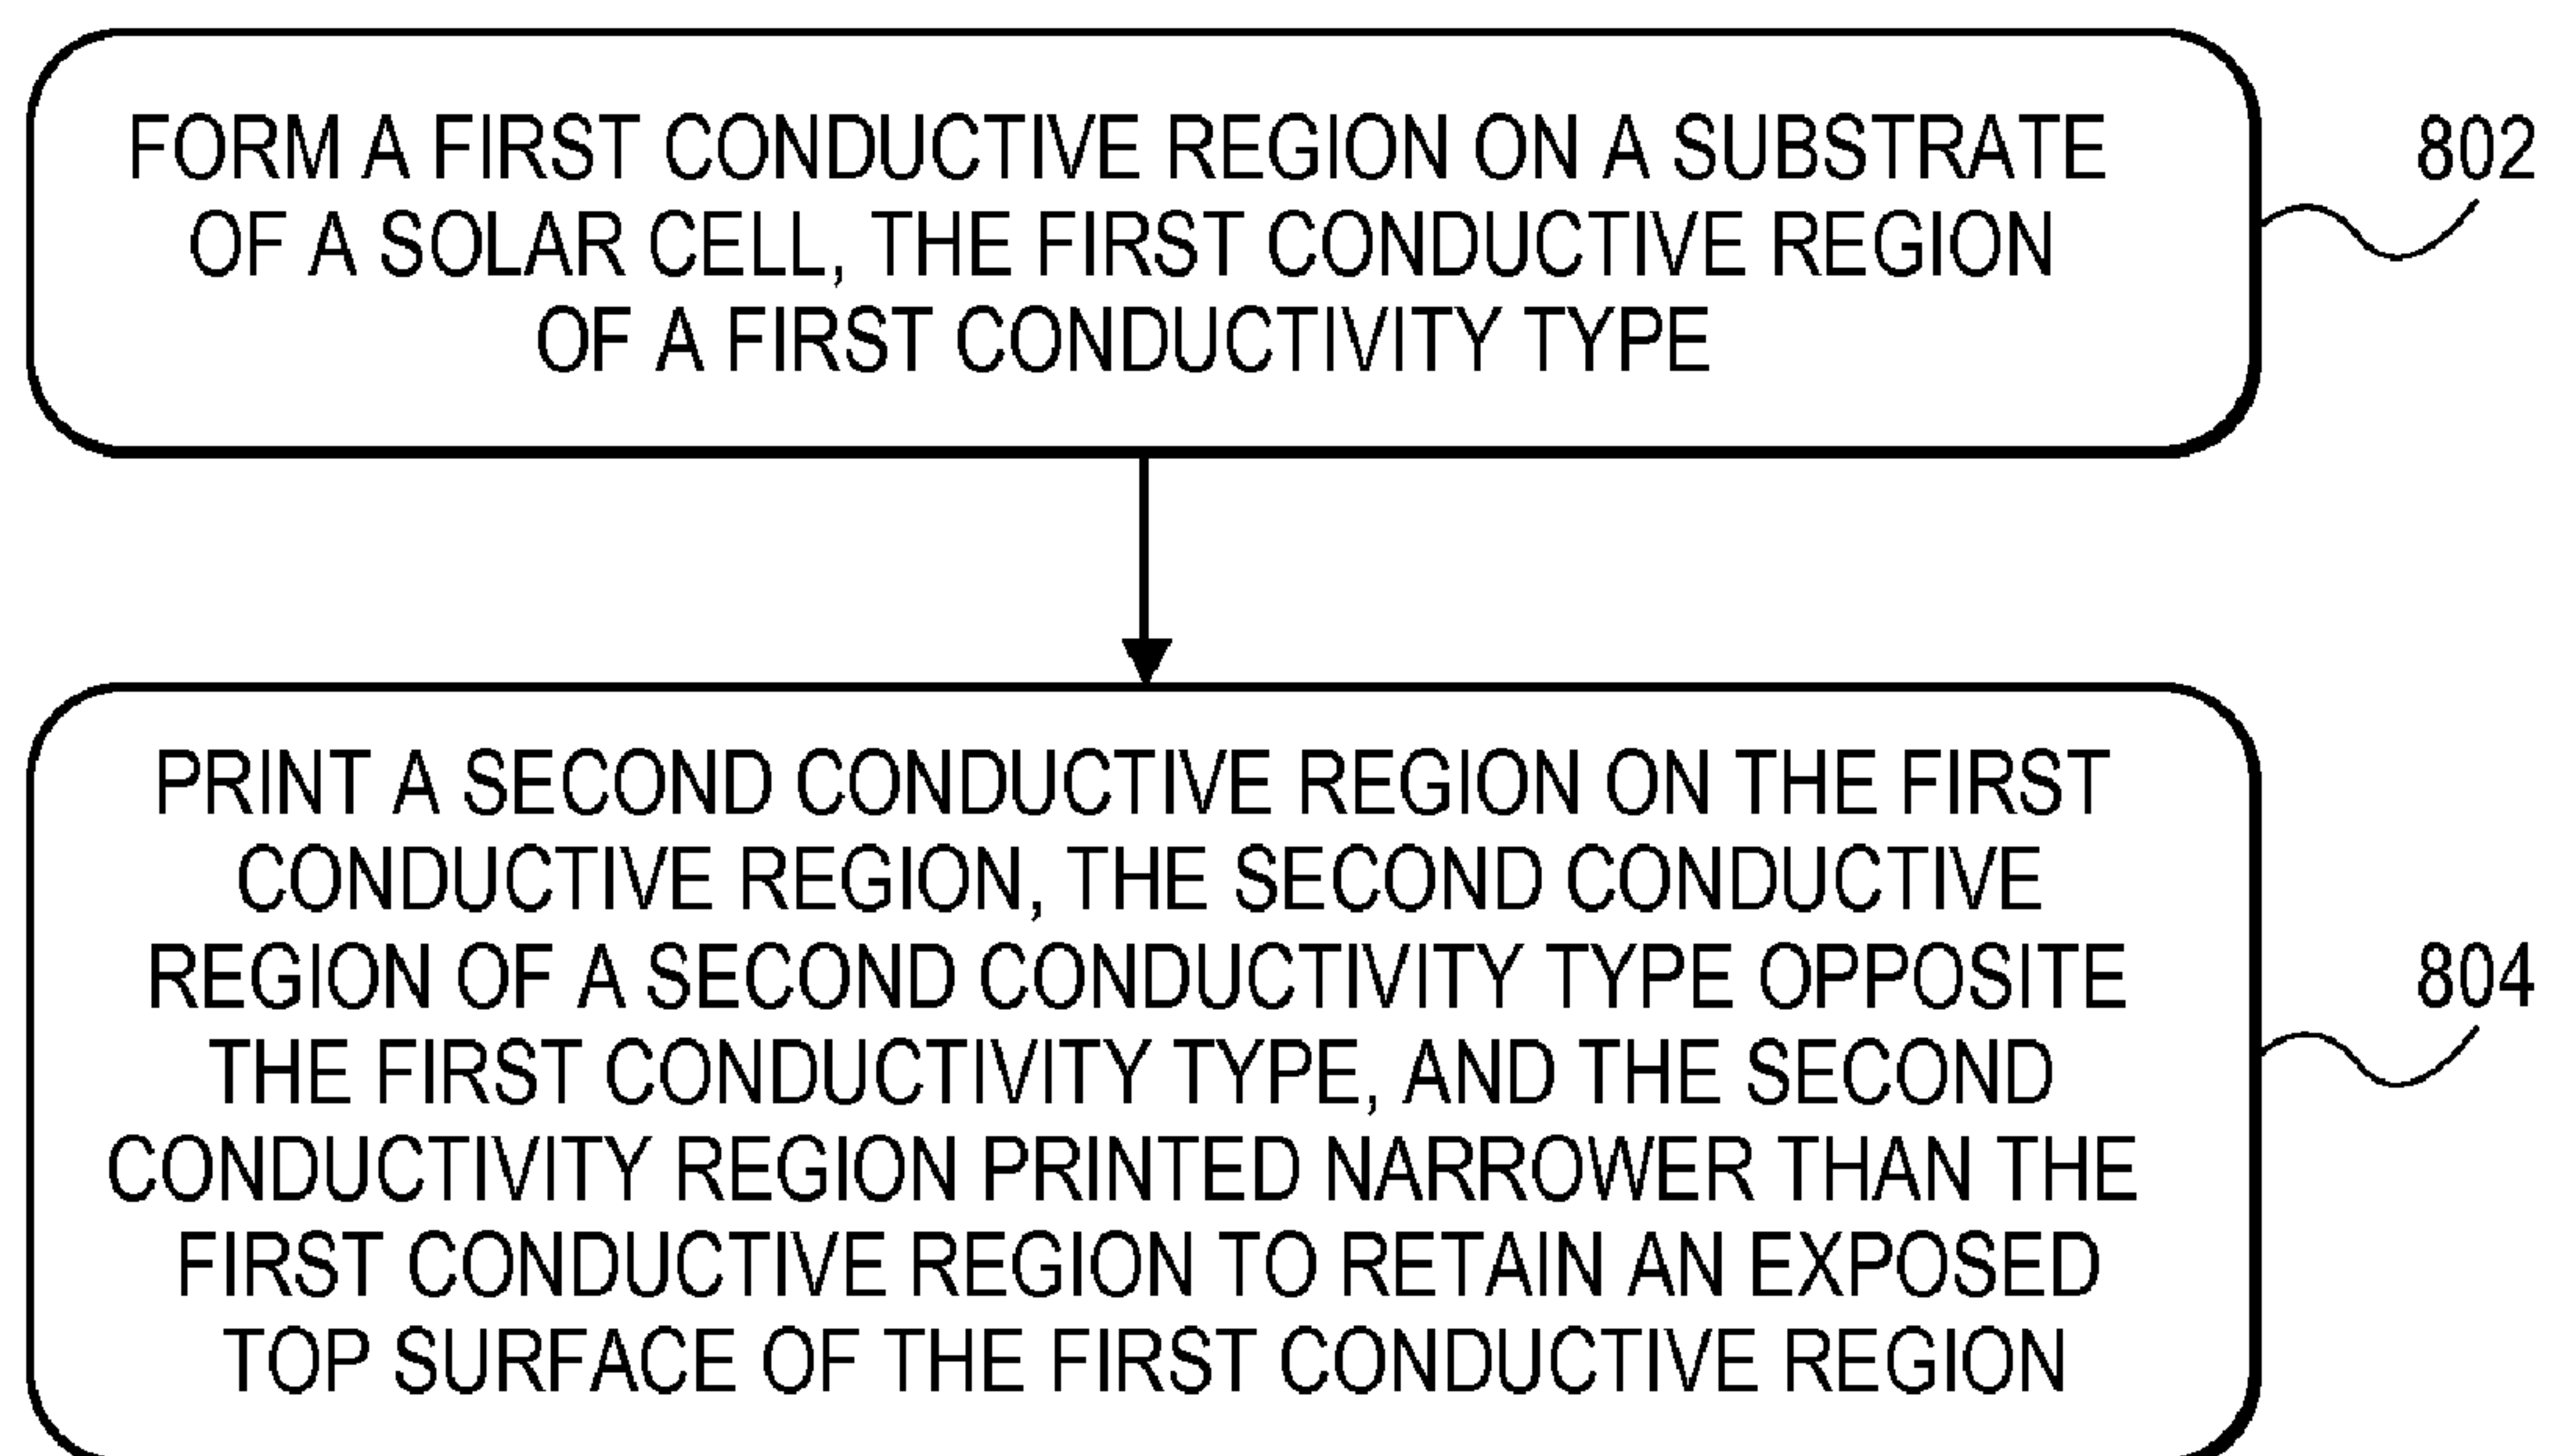 FORM A FIRST CONDUCTIVE REGION ON A SUBSTRATE
OF A SOLAR CELL, THE FIRST CONDUCTIVE REGION
OF A FIRST CONDUCTIVITY TYPE
802
PRINT A SECOND CONDUCTIVE REGION ON THE FIRST
CONDUCTIVE REGION, THE SECOND CONDUCTIVE
REGION OF A SECOND CONDUCTIVITY TYPE OPPOSITE
THE FIRST CONDUCTIVITY TYPE, AND THE SECOND
CONDUCTIVITY REGION PRINTED NARROWER THAN THE
FIRST CONDUCTIVE REGION TO RETAIN AN EXPOSED
TOP SURFACE OF THE FIRST CONDUCTIVE REGION
804